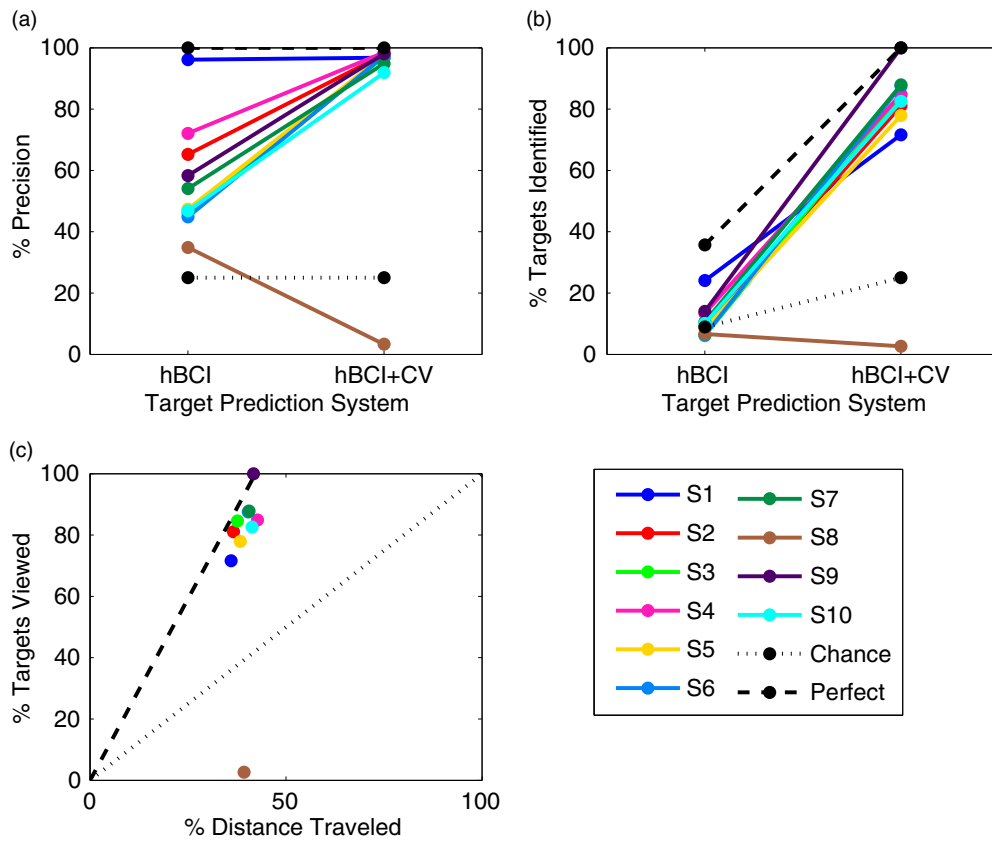 (a)
100
80
60
40
20
0
% Precision
hBCI
hBCI+CV
Target Prediction System
(b)
100
80
60
40
20
0
% Targets Identified
hBCI
hBCI+CV
Target Prediction System
(c)
100
80
60
40
20
0
% Targets Viewed
0
50
100
% Distance Traveled
S1
S2
S3
S4
S5
S6
S7
S8
S9
S10
Chance
Perfect